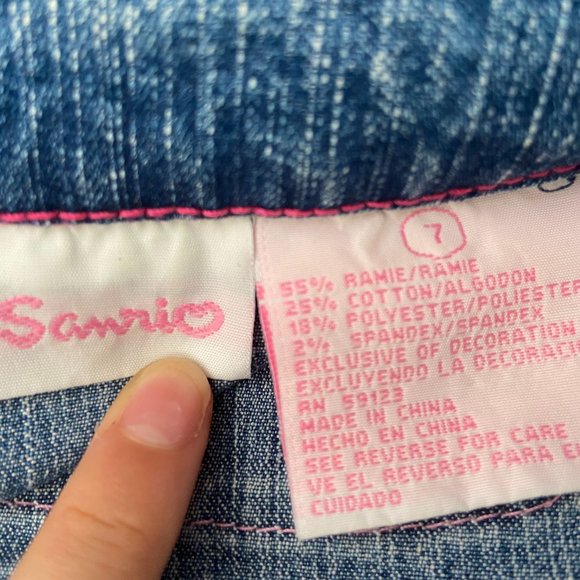 Sanrio
7
55% RAMIE/RAMIE
25% COTTON/ALGODON
18% POLYESTER/POLIESTER
2% SPANDEX/SPANDEX
EXCLUSIVE OF DECORATION
EXCLUYENDO LA DECORACI
RN 59123
MADE IN CHINA
HECHO EN CHINA
SEE REVERSE FOR CARE
VE EL REVERSO PARA EL
CUIDADO